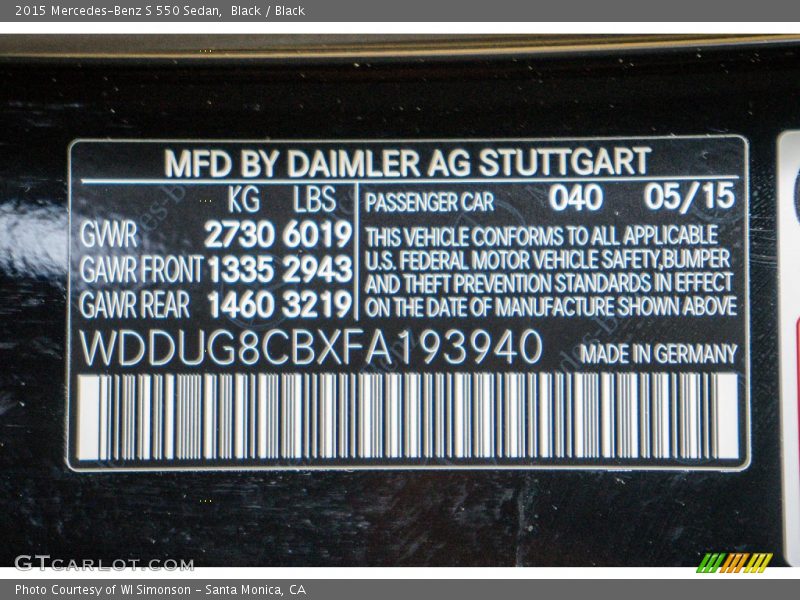 2015 Mercedes-Benz S 550 Sedan, Black / Black
MFD BY DAIMLER AG STUTTGART
KG LBS
GVWR 2730 6019
GAWR FRONT 1335 2943
GAWR REAR 1460 3219
PASSENGER CAR 040 05/15
THIS VEHICLE CONFORMS TO ALL APPLICABLE
U.S. FEDERAL MOTOR VEHICLE SAFETY,BUMPER
AND THEFT PREVENTION STANDARDS IN EFFECT
ON THE DATE OF MANUFACTURE SHOWN ABOVE
WDDUG8CBXFA193940 MADE IN GERMANY
GTCARLOT.COM
Photo Courtesy of WI Simonson - Santa Monica, CA